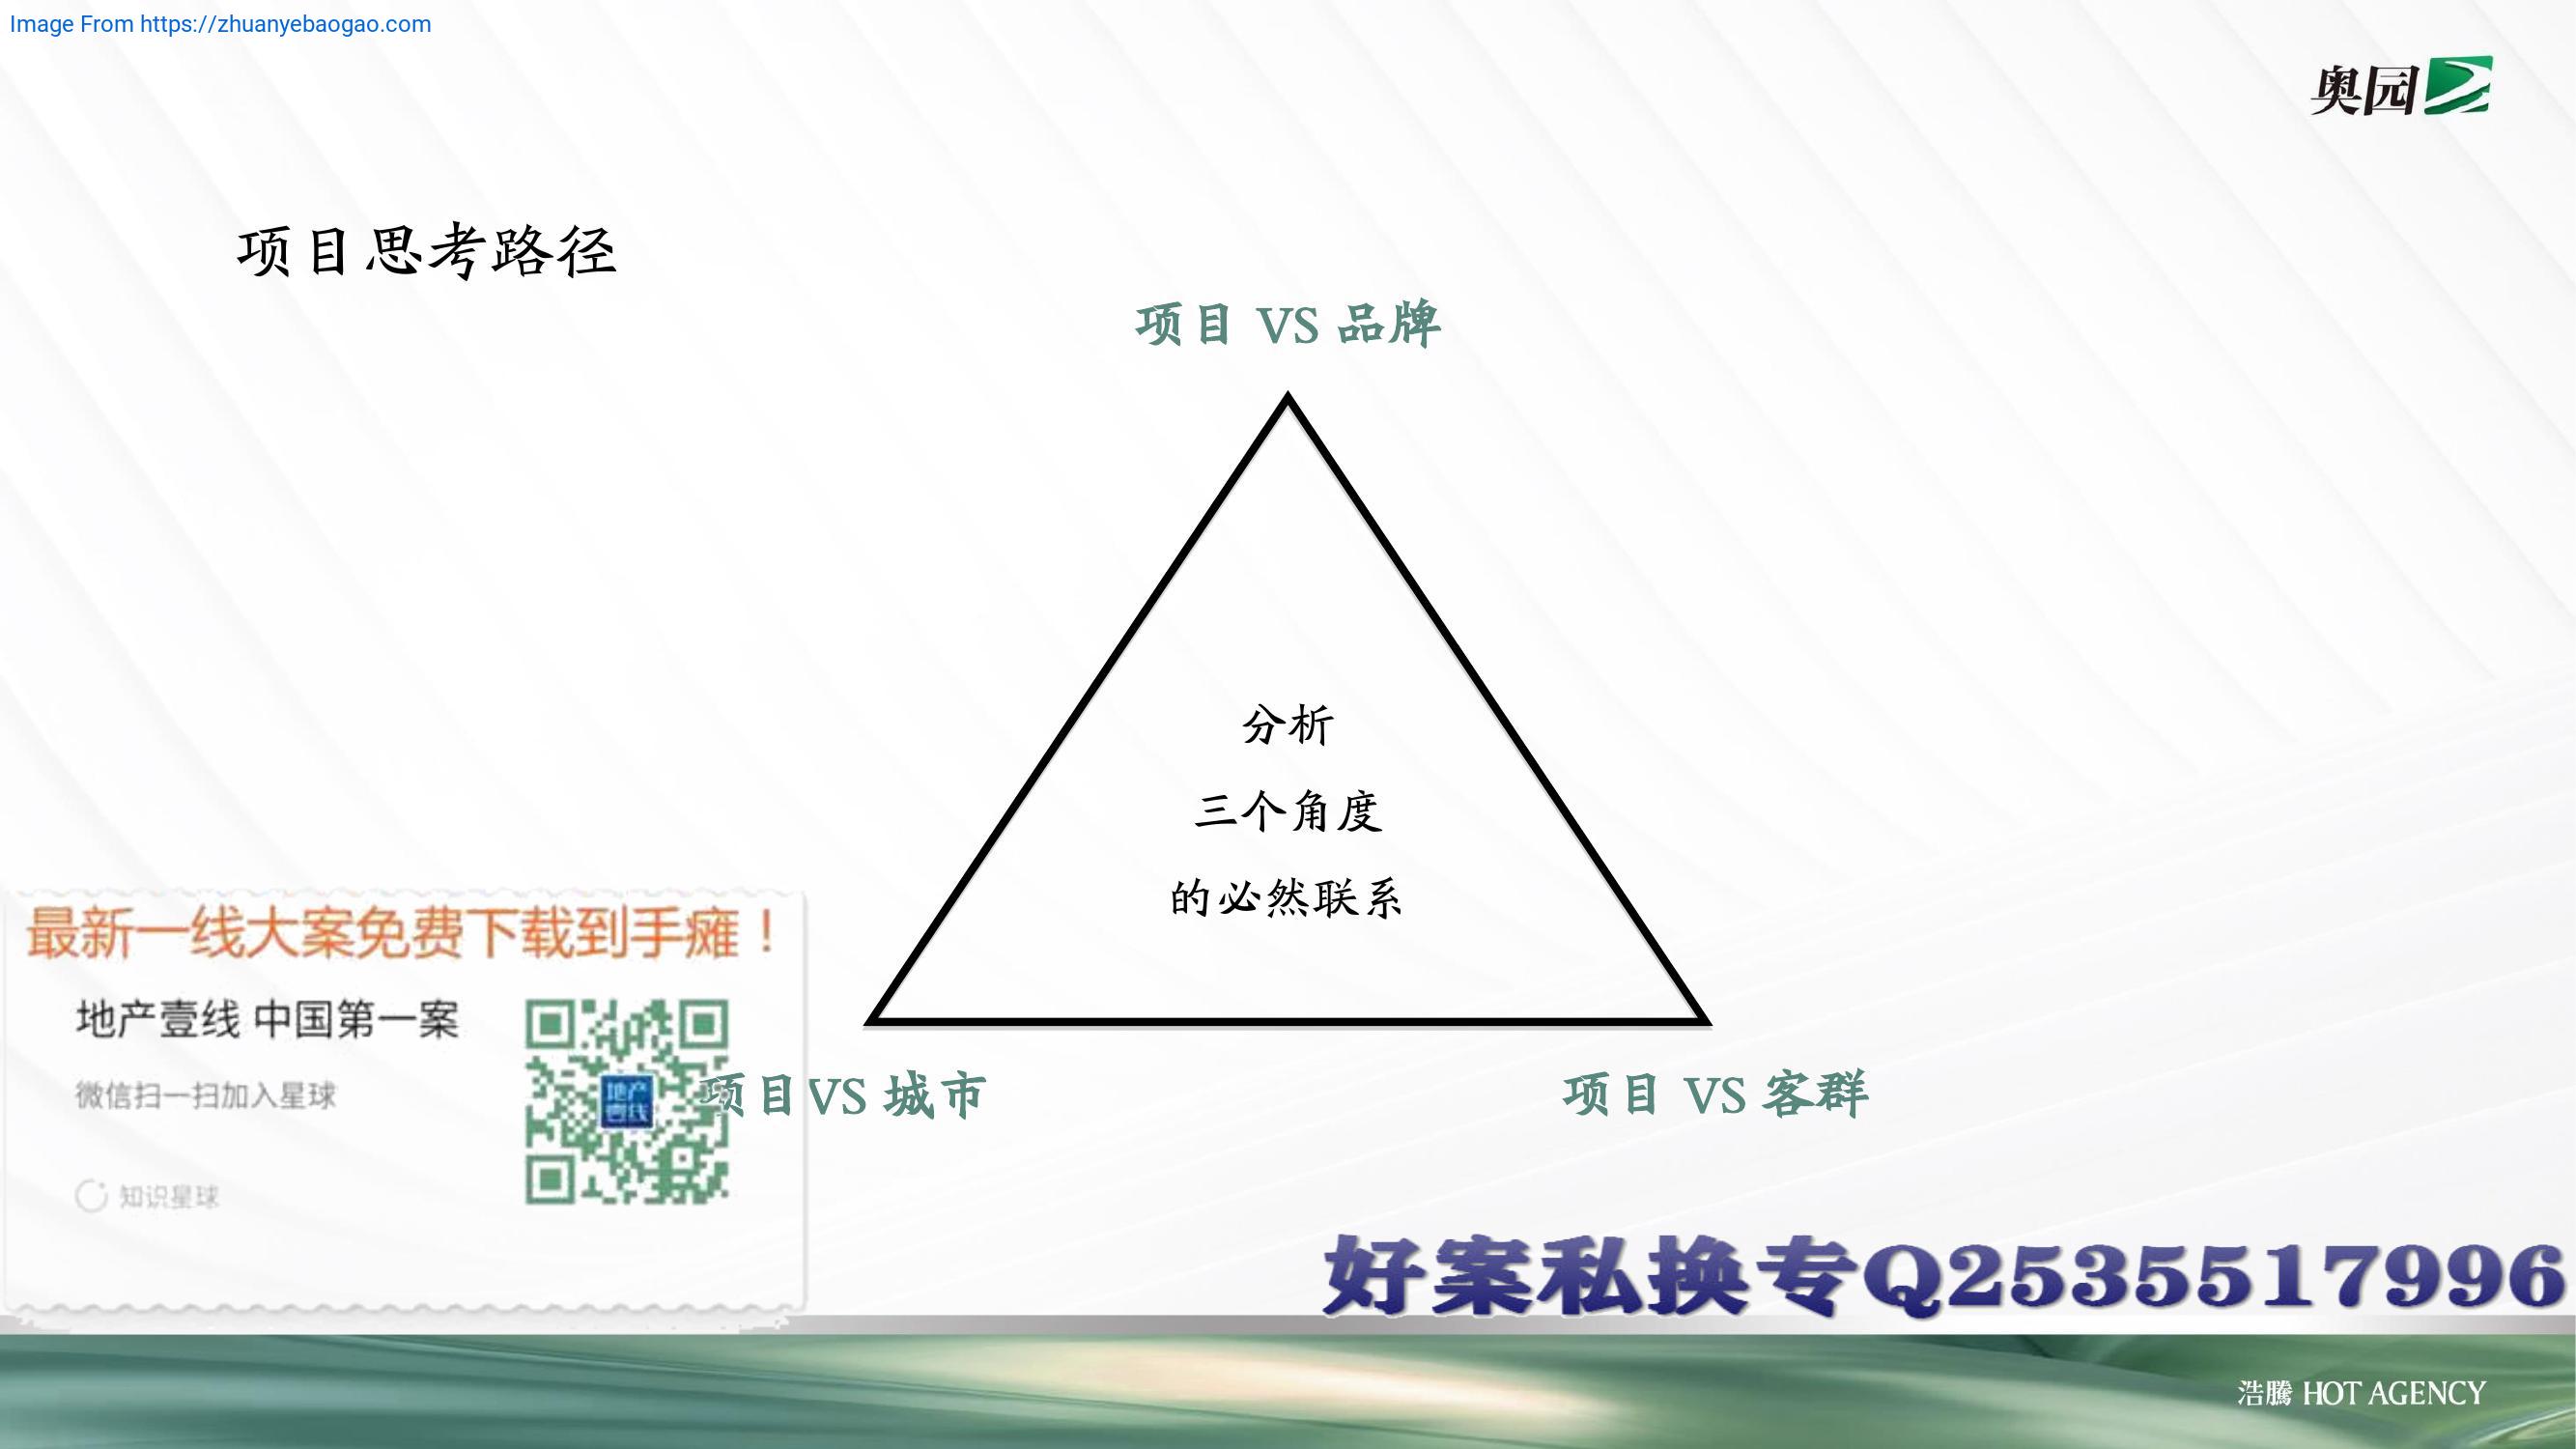 Image From https://zhuanyebaogao.com
奥园
项目思考路径
项目 VS 品牌
分析
三个角度
的必然联系
最新一线大案免费下载到手瘫！
地产壹线 中国第一案
微信扫一扫加入星球
地产
壹线
知识星球
项目VS 城市
项目 VS 客群
好案私换专Q2535517996
浩騰 HOT AGENCY